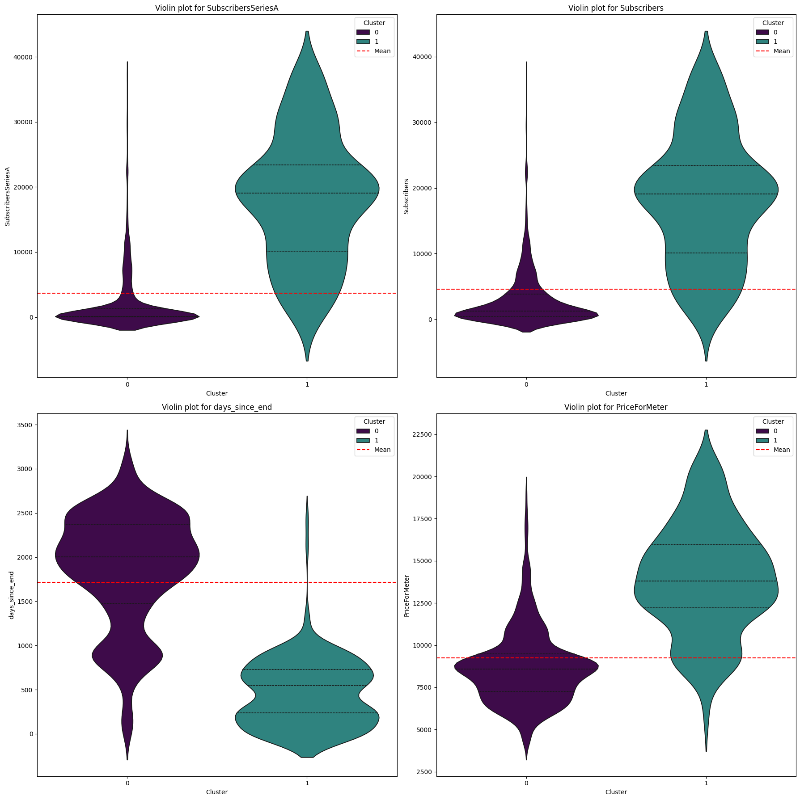 Violin plot for SubscribersSeriesA
Cluster
0
1
Mean
40000
30000
20000
10000
0
SubscribersSeriesA
0
1
Cluster
Violin plot for Subscribers
Cluster
0
1
Mean
40000
30000
20000
10000
0
Subscribers
0
1
Cluster
Violin plot for days_since_end
Cluster
0
1
Mean
3500
3000
2500
2000
1500
1000
500
0
days_since_end
0
1
Cluster
Violin plot for PriceForMeter
Cluster
0
1
Mean
22500
20000
17500
15000
12500
10000
7500
5000
2500
PriceForMeter
0
1
Cluster